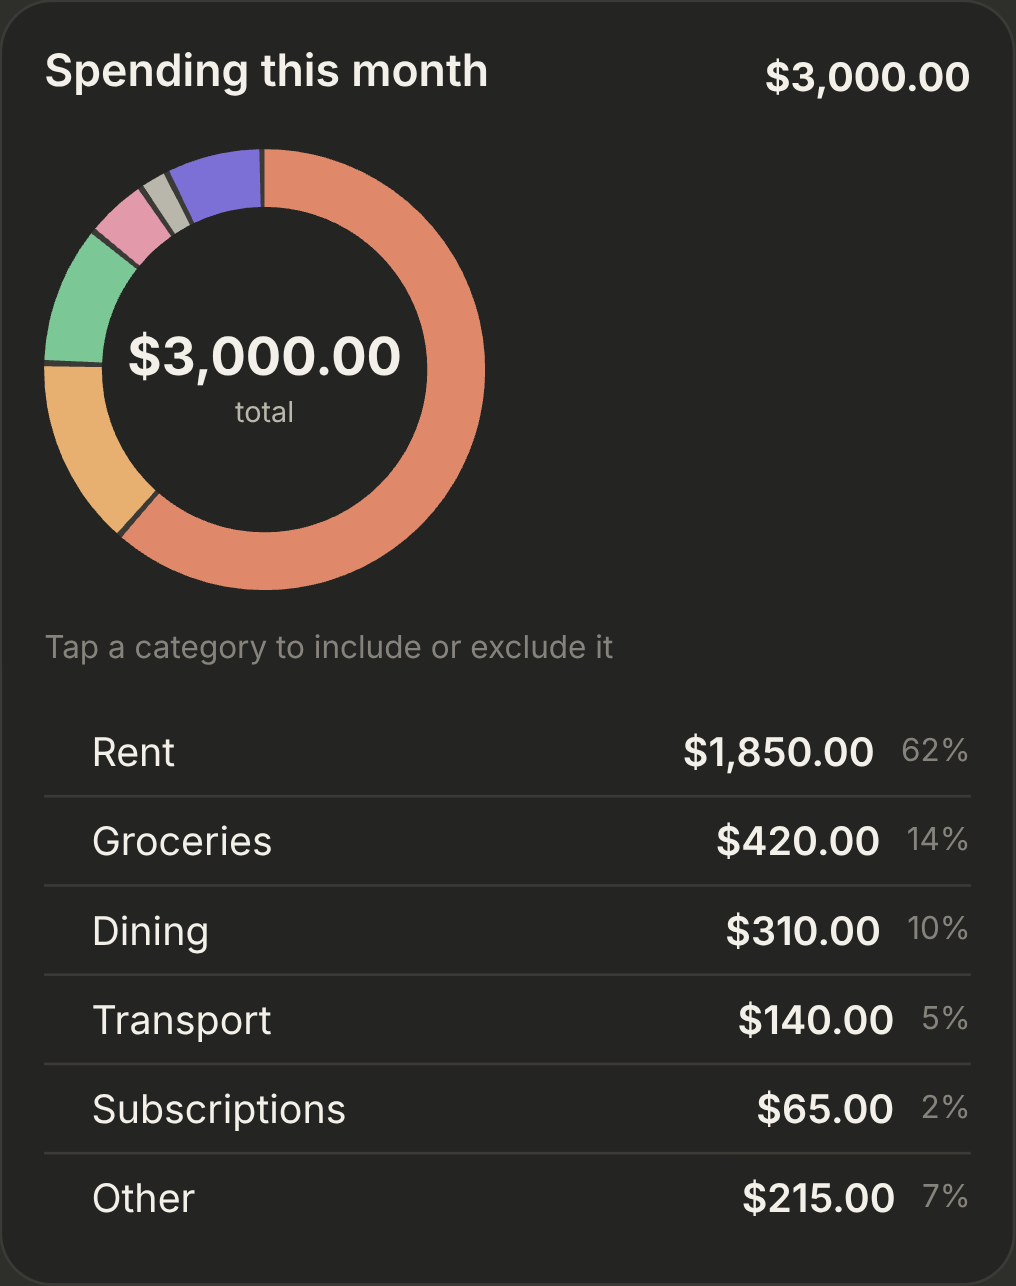 Spending this month $3,000.00
$3,000.00
total
Tap a category to include or exclude it
Rent $1,850.00 62%
Groceries $420.00 14%
Dining $310.00 10%
Transport $140.00 5%
Subscriptions $65.00 2%
Other $215.00 7%